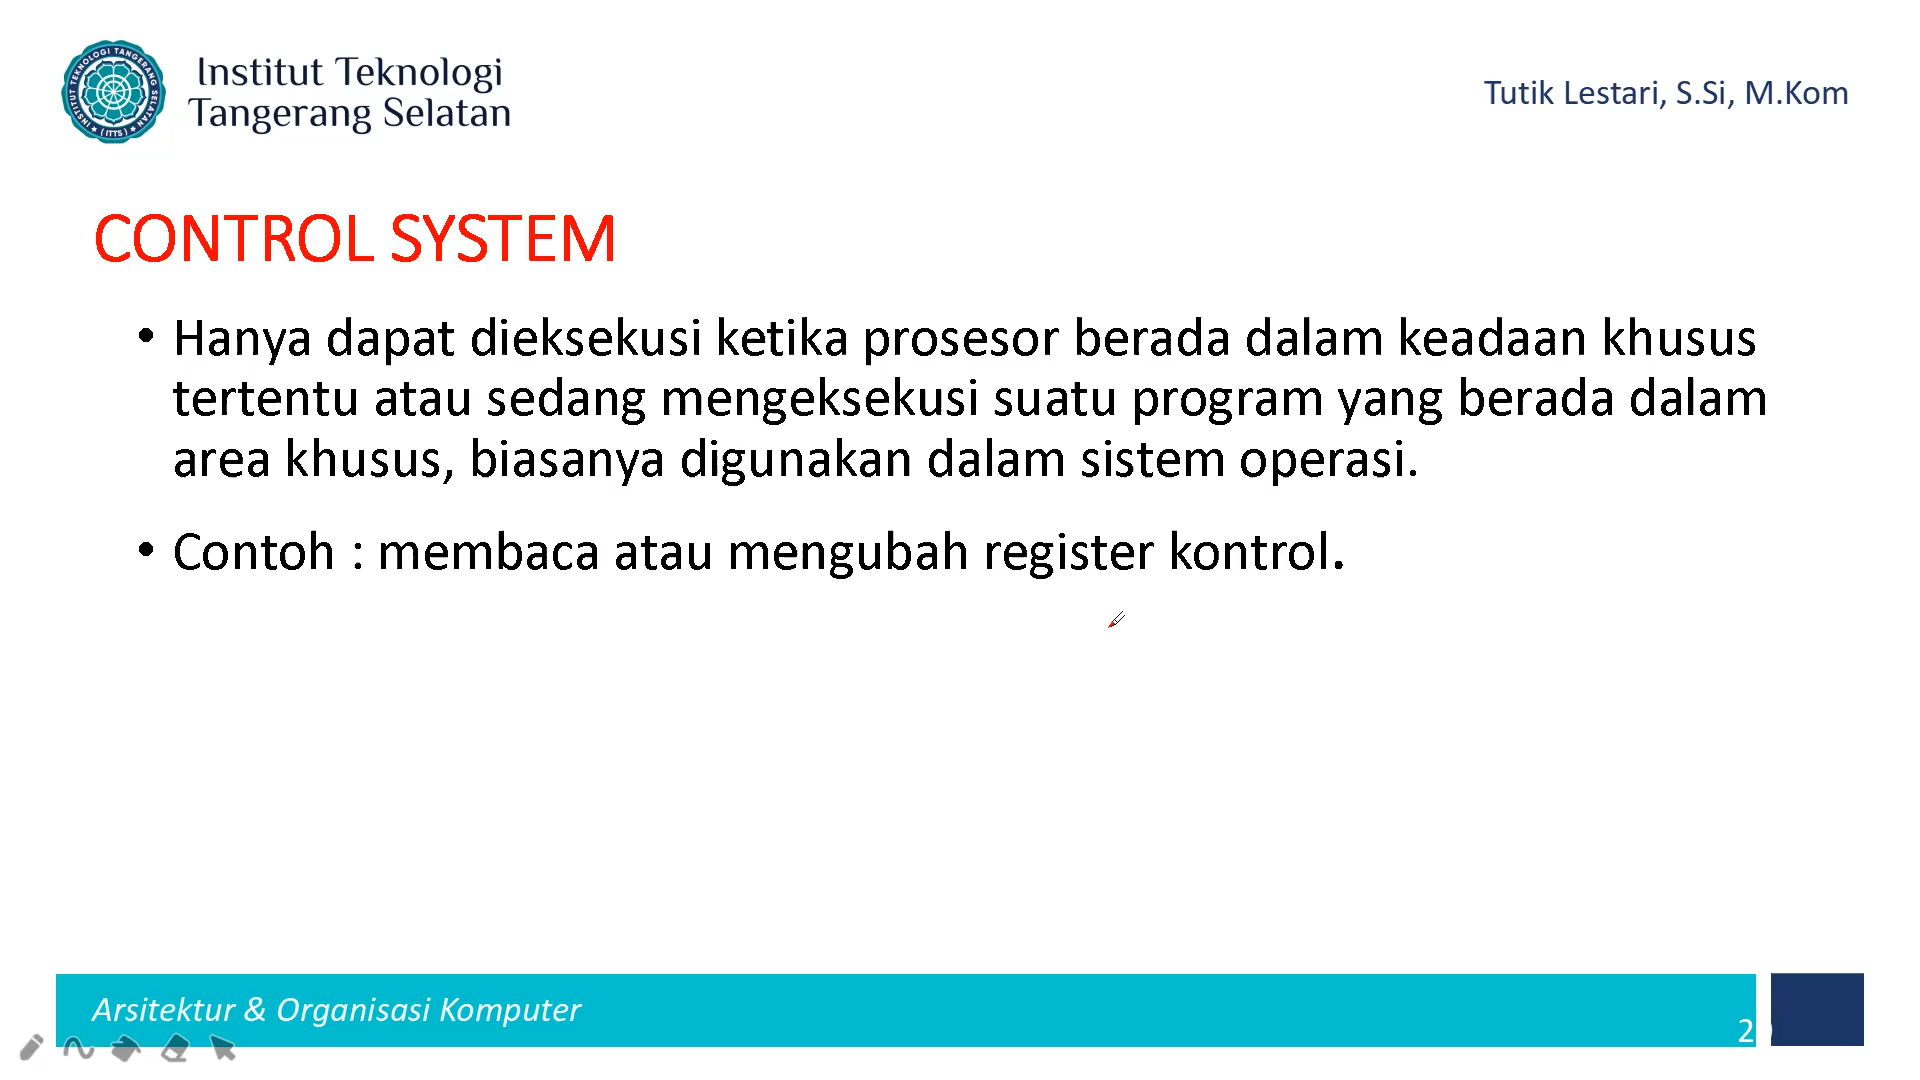 Institut Teknologi
Tangerang Selatan
Tutik Lestari, S.Si, M.Kom
CONTROL SYSTEM
• Hanya dapat dieksekusi ketika prosesor berada dalam keadaan khusus
tertentu atau sedang mengeksekusi suatu program yang berada dalam
area khusus, biasanya digunakan dalam sistem operasi.
• Contoh : membaca atau mengubah register kontrol.
Arsitektur & Organisasi Komputer